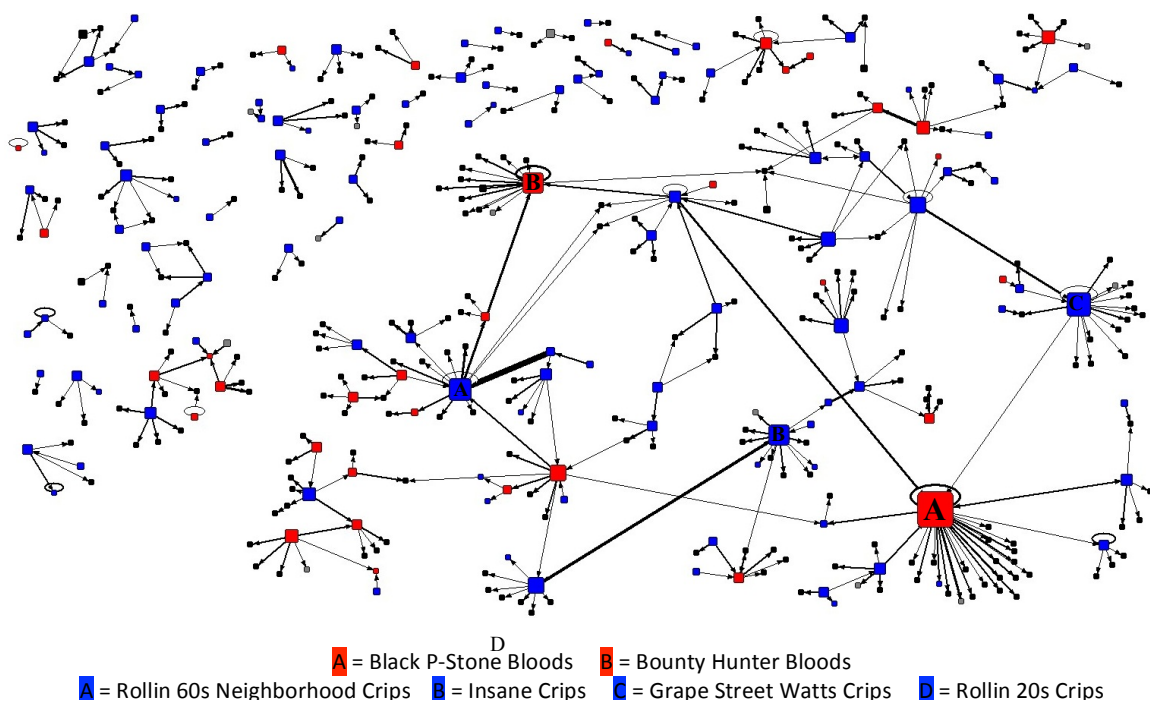 B
C
A
B
A
D
A = Black P-Stone Bloods B = Bounty Hunter Bloods
A = Rollin 60s Neighborhood Crips B = Insane Crips C = Grape Street Watts Crips D = Rollin 20s Crips